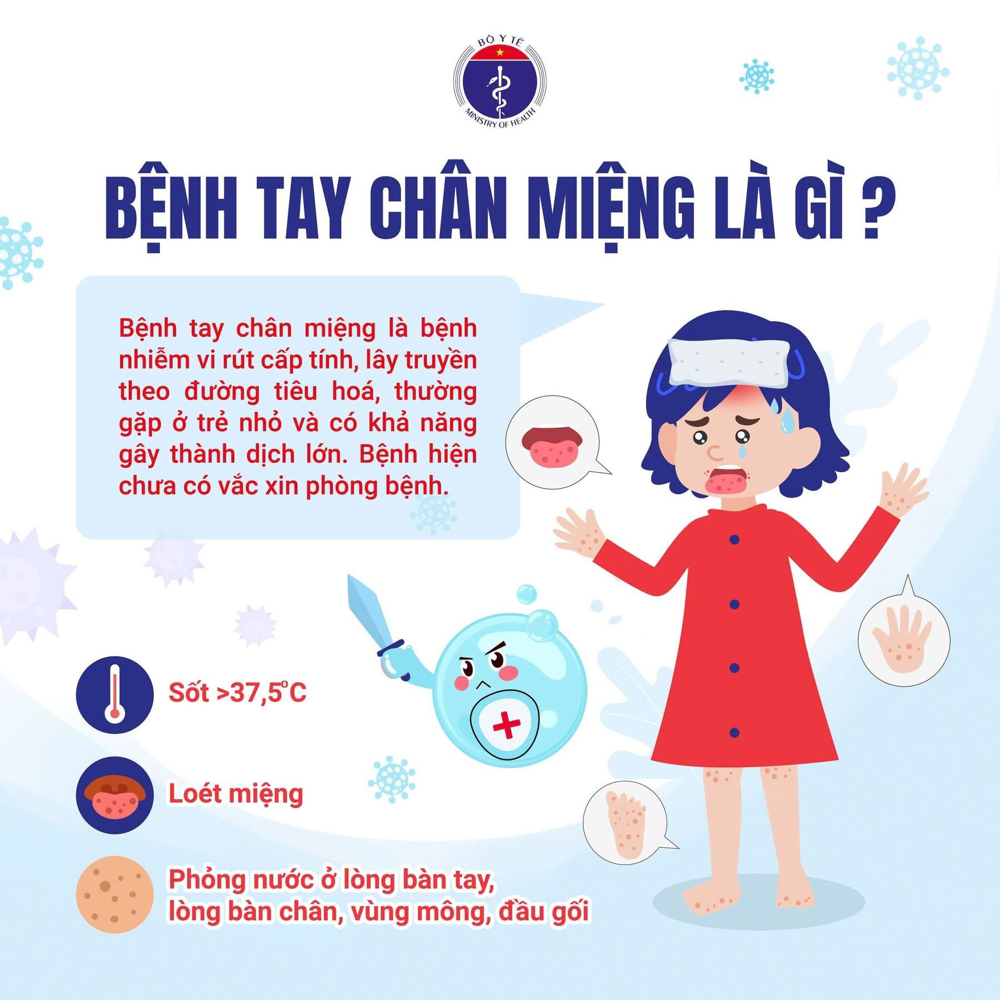 BỘ Y TẾ
MINISTRY OF HEALTH
BỆNH TAY CHÂN MIỆNG LÀ GÌ ?
Bệnh tay chân miệng là bệnh
nhiễm vi rút cấp tính, lây truyền
theo đường tiêu hoá, thường
gặp ở trẻ nhỏ và có khả năng
gây thành dịch lớn. Bệnh hiện
chưa có vắc xin phòng bệnh.
Sốt >37,5ºC
Loét miệng
Phỏng nước ở lòng bàn tay,
lòng bàn chân, vùng mông, đầu gối